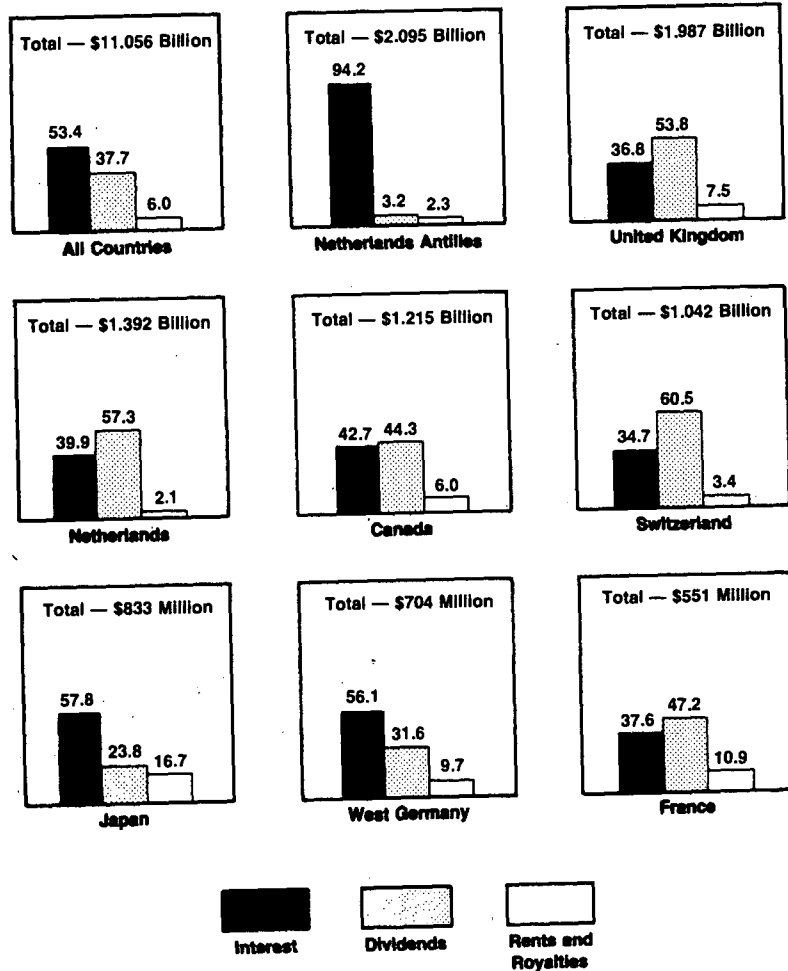 Total — $11.056 Billion
53.4
37.7
6.0
All Countries
Total — $2.095 Billion
94.2
3.2
2.3
Netherlands Antilles
Total — $1.987 Billion
36.8
53.8
7.5
United Kingdom
Total — $1.392 Billion
39.9
57.3
2.1
Netherlands
Total — $1.215 Billion
42.7
44.3
6.0
Canada
Total — $1.042 Billion
34.7
60.5
3.4
Switzerland
Total — $833 Million
57.8
23.8
16.7
Japan
Total — $704 Million
56.1
31.6
9.7
West Germany
Total — $551 Million
37.6
47.2
10.9
France
Interest
Dividends
Rents and
Royalties